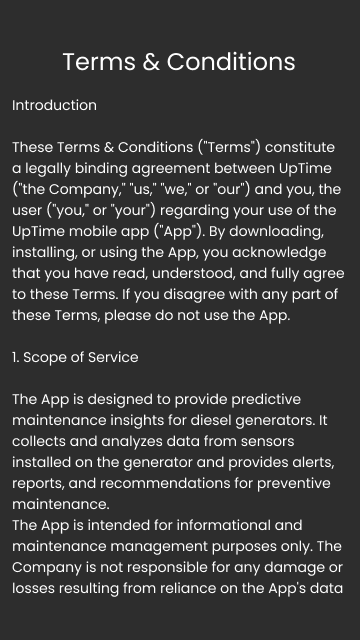 Terms & Conditions
Introduction
These Terms & Conditions ("Terms") constitute
a legally binding agreement between UpTime
("the Company," "us," "we," or "our") and you, the
user ("you," or "your") regarding your use of the
UpTime mobile app ("App"). By downloading,
installing, or using the App, you acknowledge
that you have read, understood, and fully agree
to these Terms. If you disagree with any part of
these Terms, please do not use the App.
1. Scope of Service
The App is designed to provide predictive
maintenance insights for diesel generators. It
collects and analyzes data from sensors
installed on the generator and provides alerts,
reports, and recommendations for preventive
maintenance.
The App is intended for informational and
maintenance management purposes only. The
Company is not responsible for any damage or
losses resulting from reliance on the App's data